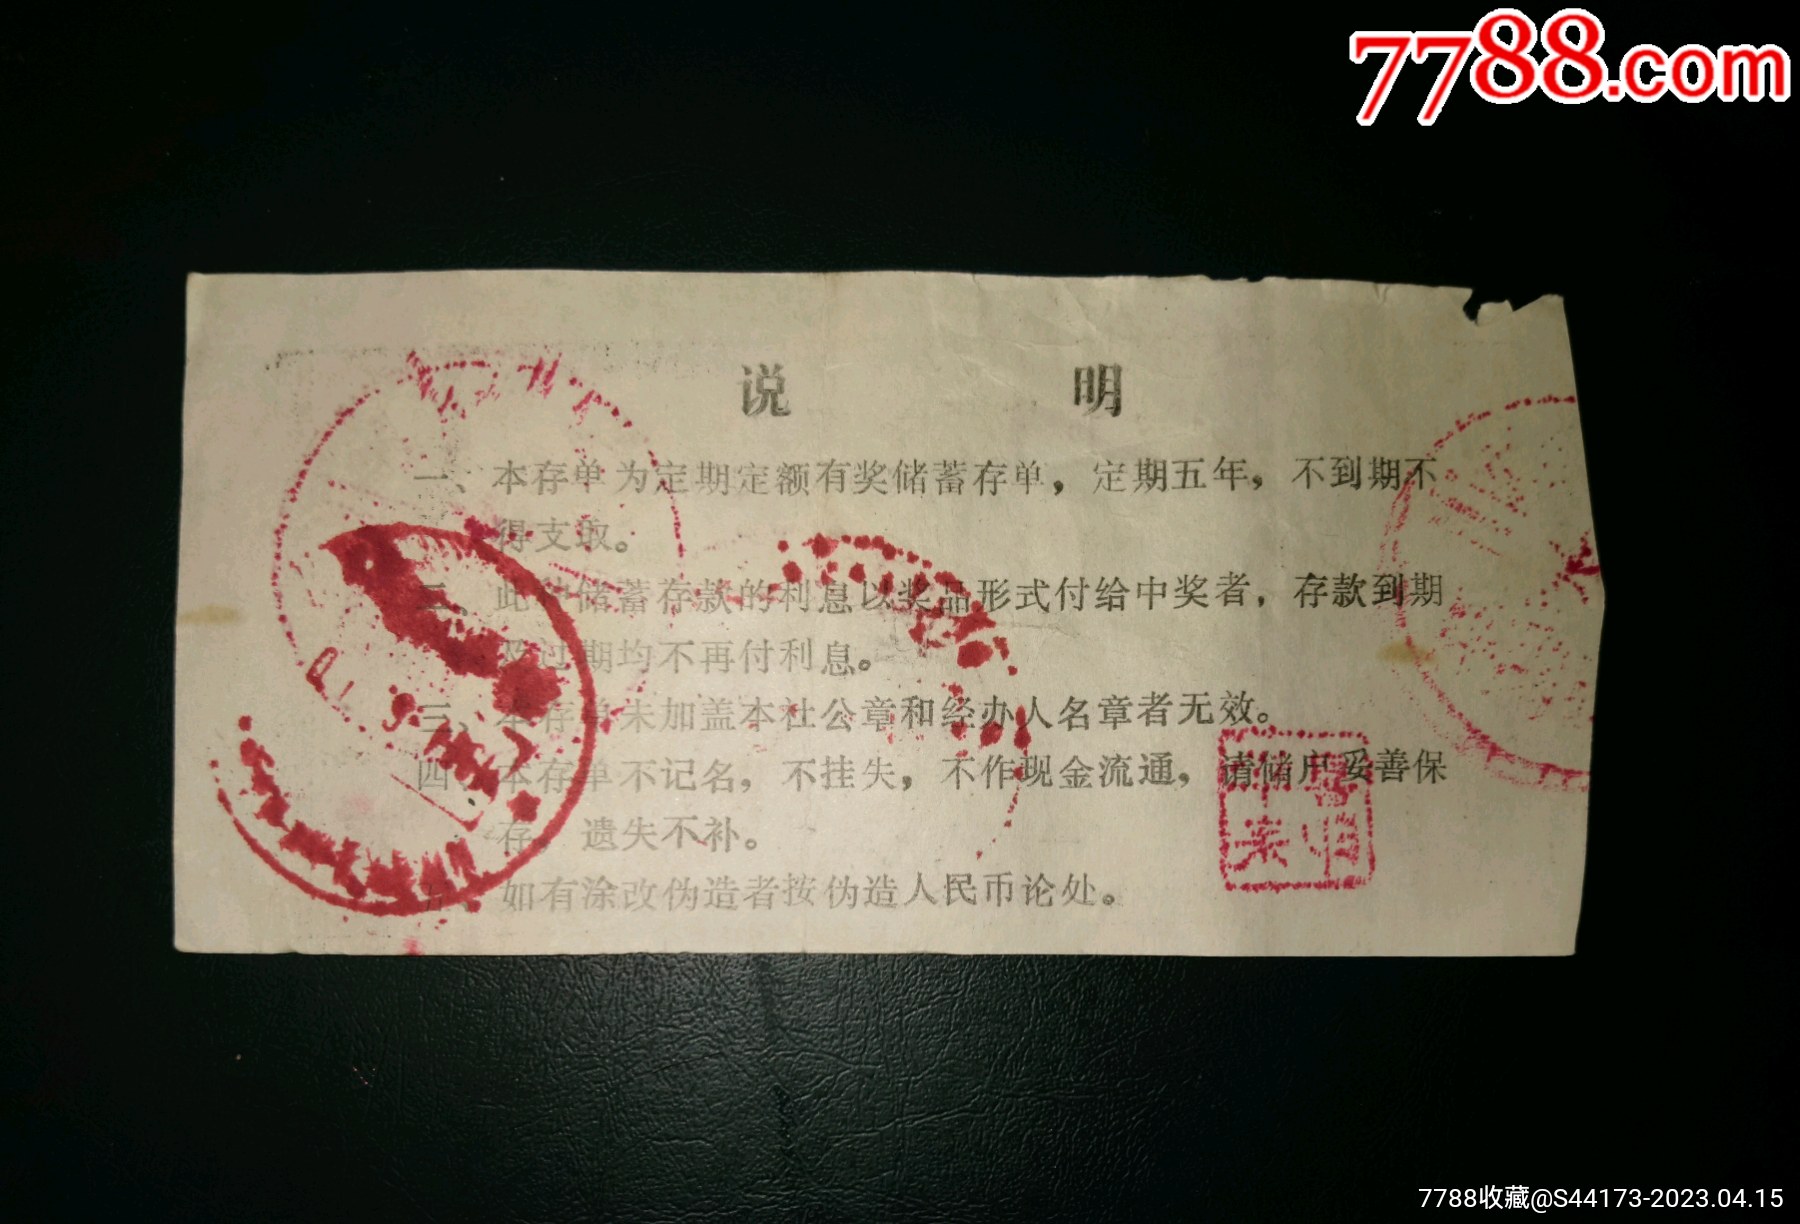 7788.com
说 明
一、本存单为定期定额有奖储蓄存单，定期五年，不到期不
得支取。
二、此种储蓄存款的利息以奖品形式付给中奖者，存款到期
及过期均不再付利息。
三、本存单未加盖本社公章和经办人名章者无效。
四、本存单不记名，不挂失，不作现金流通，请储户妥善保
存，遗失不补。
五、如有涂改伪造者按伪造人民币论处。
7788收藏@S44173-2023.04.15